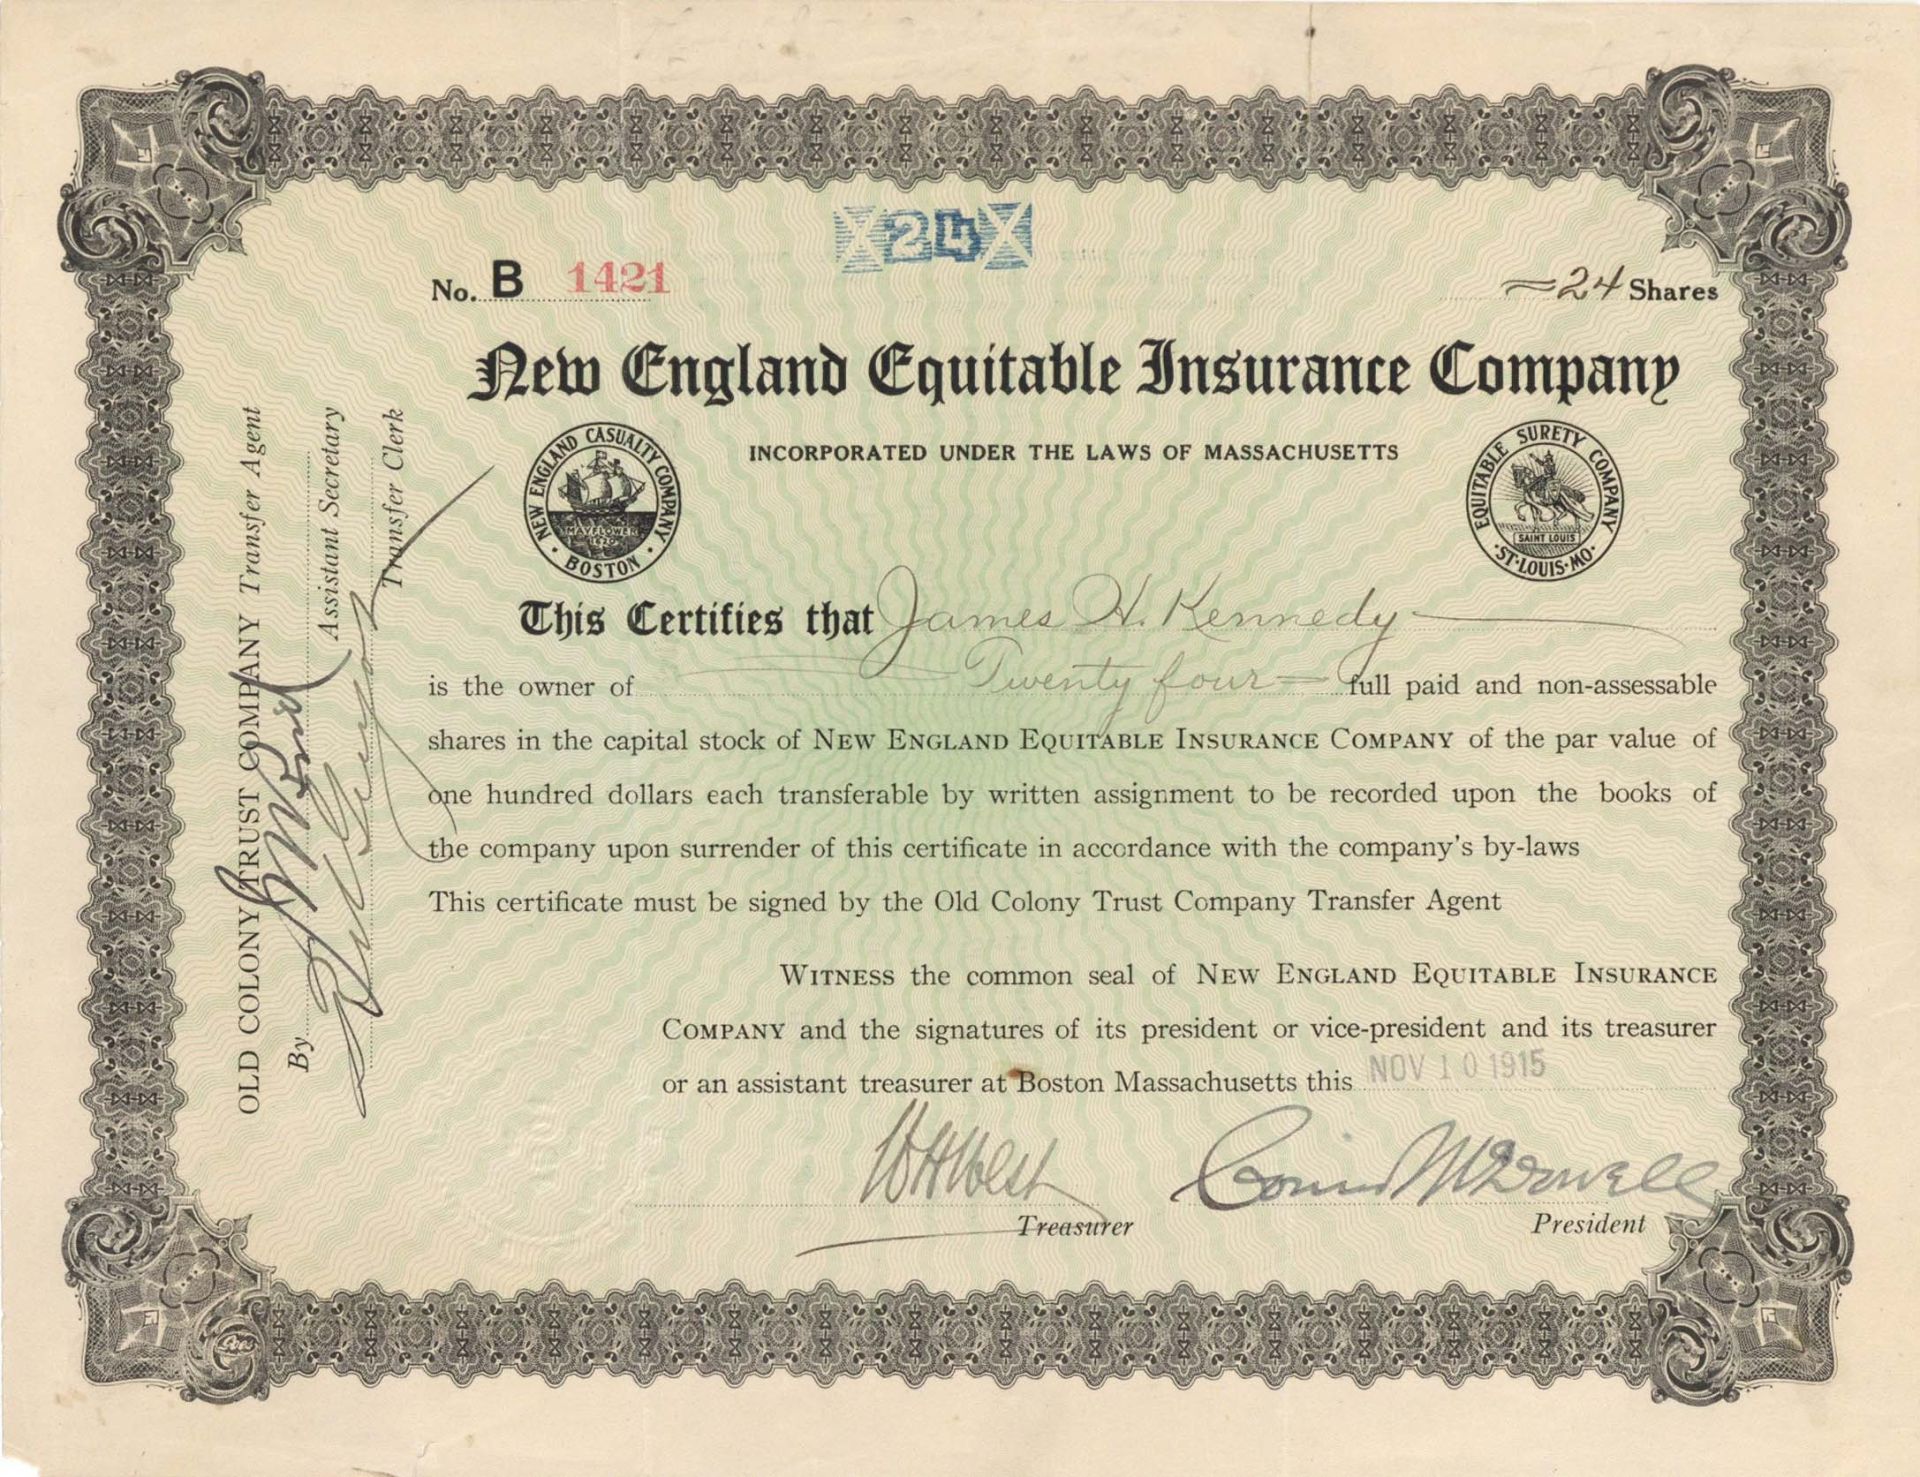 X24X
No. B 1421
=24 Shares
New England Equitable Insurance Company
INCORPORATED UNDER THE LAWS OF MASSACHUSETTS
NEW ENGLAND CASUALTY COMPANY
MAYFLOWER
1620
BOSTON
EQUITABLE SURETY COMPANY
SAINT LOUIS
ST·LOUIS·MO·
This Certifies that James H. Kennedy
is the owner of Twenty four full paid and non-assessable
shares in the capital stock of NEW ENGLAND EQUITABLE INSURANCE COMPANY of the par value of
one hundred dollars each transferable by written assignment to be recorded upon the books of
the company upon surrender of this certificate in accordance with the company's by-laws
This certificate must be signed by the Old Colony Trust Company Transfer Agent
WITNESS the common seal of NEW ENGLAND EQUITABLE INSURANCE
COMPANY and the signatures of its president or vice-president and its treasurer
or an assistant treasurer at Boston Massachusetts this NOV 10 1915
W H West
Treasurer
Corwin McDowell
President
OLD COLONY TRUST COMPANY Transfer Agent
By
Assistant Secretary
Transfer Clerk